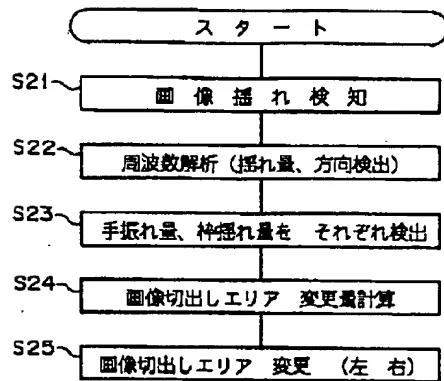 スタート
S21 画像揺れ検知
S22 周波数解析(揺れ量、方向検出)
S23 手振れ量、枠揺れ量を それぞれ検出
S24 画像切出しエリア 変更量計算
S25 画像切出しエリア 変更 (左右)